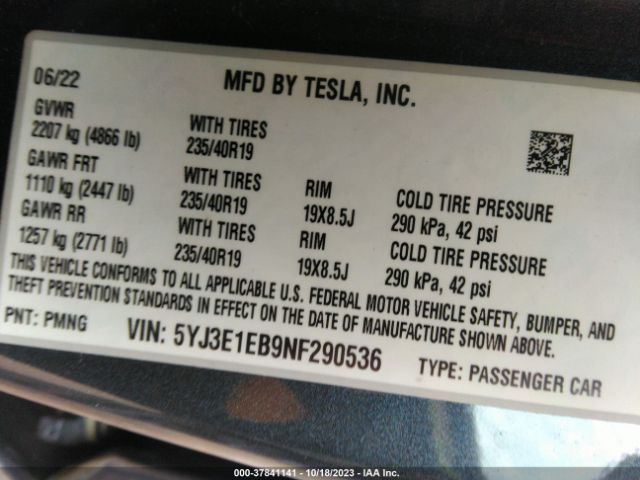 06/22 MFD BY TESLA, INC.
GVWR
2207 kg (4866 lb) WITH TIRES 235/40R19
GAWR FRT
1110 kg (2447 lb) WITH TIRES 235/40R19 RIM 19X8.5J COLD TIRE PRESSURE 290 kPa, 42 psi
GAWR RR
1257 kg (2771 lb) WITH TIRES 235/40R19 RIM 19X8.5J COLD TIRE PRESSURE 290 kPa, 42 psi
THIS VEHICLE CONFORMS TO ALL APPLICABLE U.S. FEDERAL MOTOR VEHICLE SAFETY, BUMPER, AND
THEFT PREVENTION STANDARDS IN EFFECT ON THE DATE OF MANUFACTURE SHOWN ABOVE.
PNT: PMNG VIN: 5YJ3E1EB9NF290536 TYPE: PASSENGER CAR
000-37841141 | 10/18/2023 | IAA Inc.